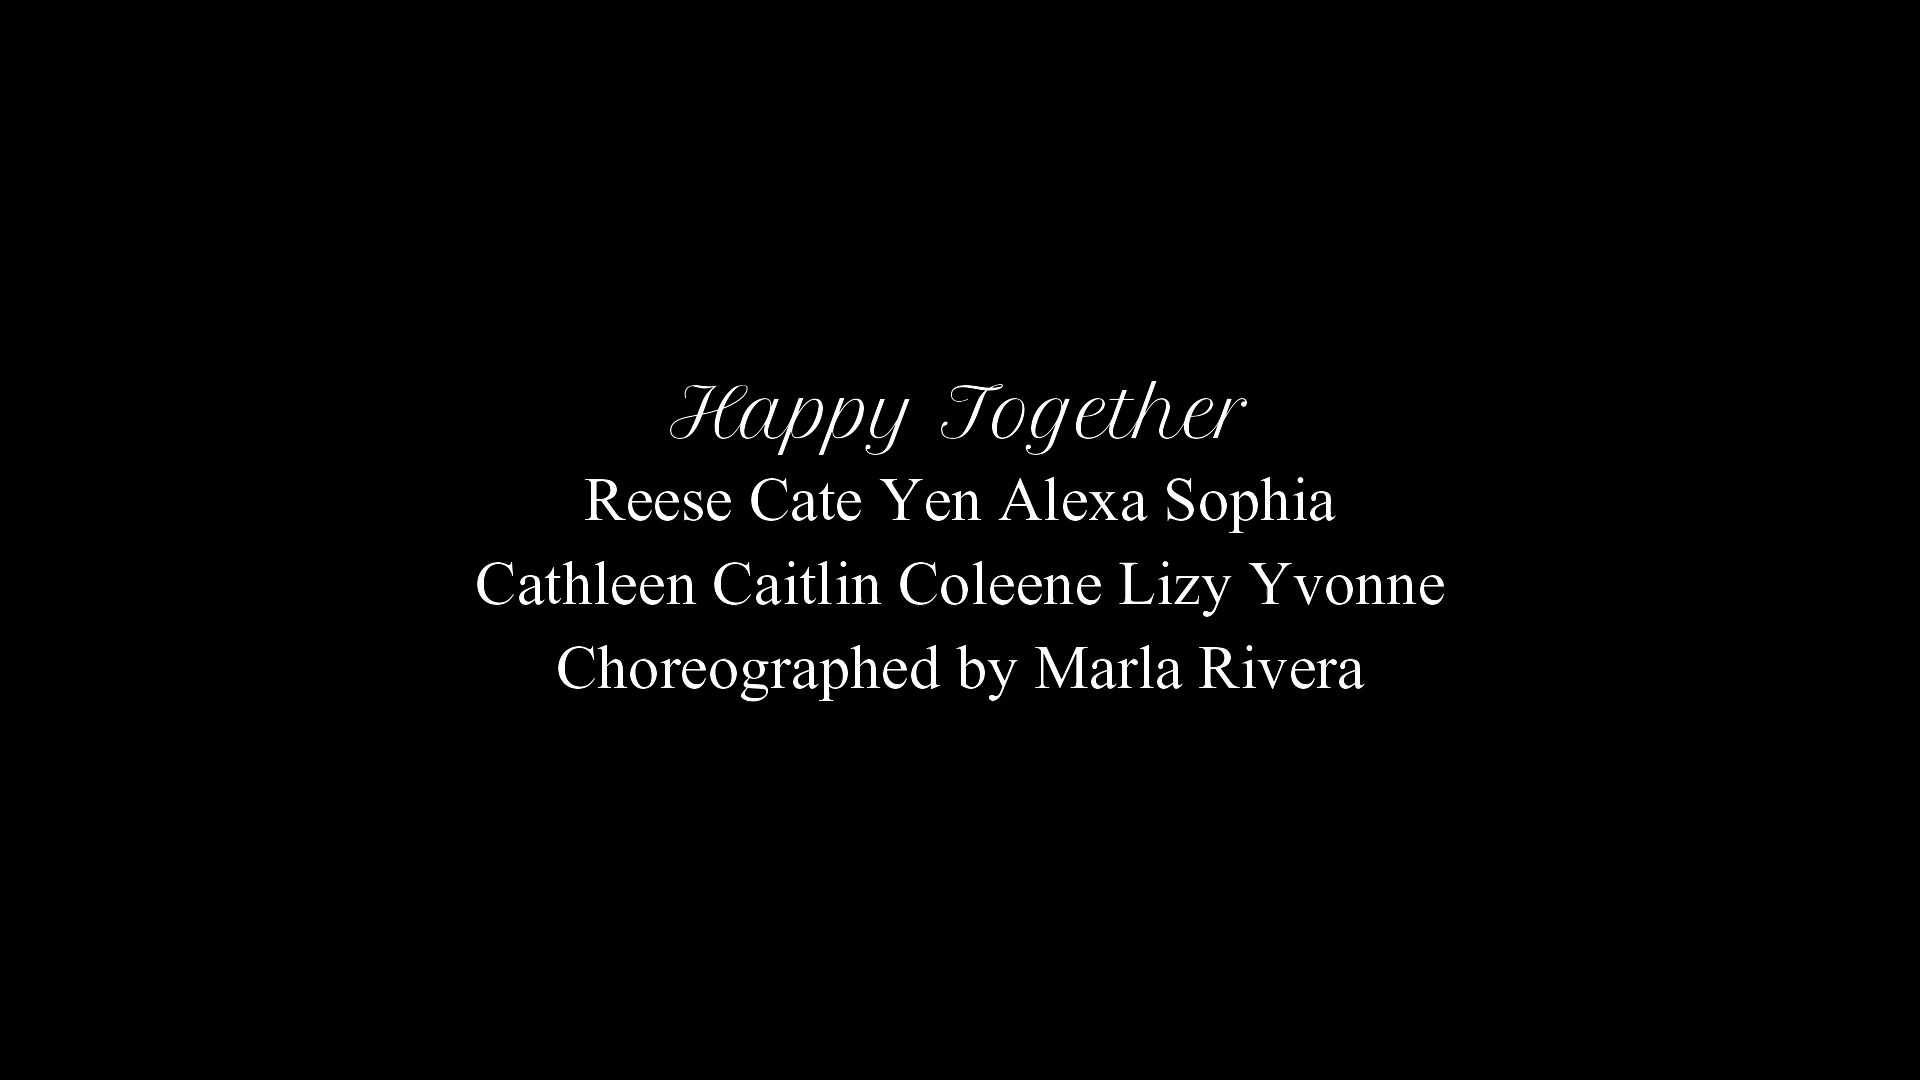 Happy Together
Reese Cate Yen Alexa Sophia
Cathleen Caitlin Coleene Lizy Yvonne
Choreographed by Marla Rivera